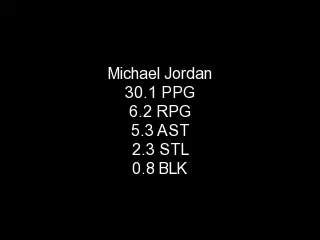 Michael Jordan
30.1 PPG
6.2 RPG
5.3 AST
2.3 STL
0.8 BLK